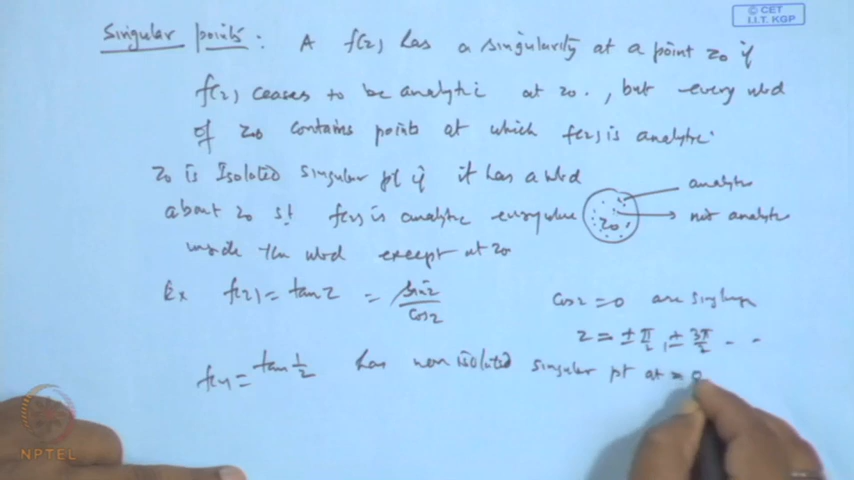 © CET
I.I.T. KGP
Singular points : A f(z) has a singularity at a point z0 if
f(z) ceases to be analytic at z0 , but every nbd
of z0 contains points at which f(z) is analytic.
z0 is Isolated singular pt if it has a nbd
about z0 s.t. f(z) is analytic everywhere
inside the nbd except at z0
z0
analytic
not analytic
Ex f(z) = tan z = sin z / cos z
cos z = 0 are singular
z = ± π/2, ± 3π/2 - -
f(z) = tan 1/z has non isolated singular pt at z 0
NPTEL